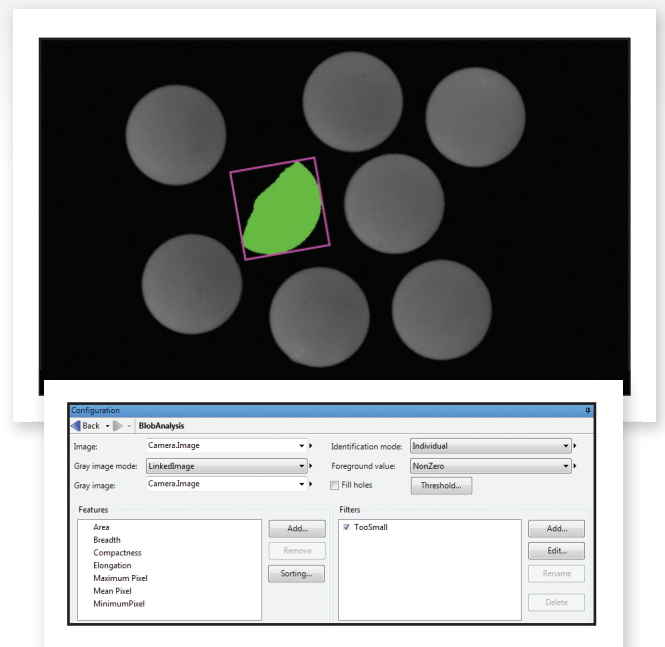 Configuration
Back BlobAnalysis
Image: Camera.Image Identification mode: Individual
Gray image mode: LinkedImage Foreground value: NonZero
Gray image: Camera.Image Fill holes Threshold...
Features Filters
Area Add... TooSmall Add...
Breadth
Compactness Remove Edit...
Elongation
Maximum Pixel Sorting... Rename
Mean Pixel
MinimumPixel Delete